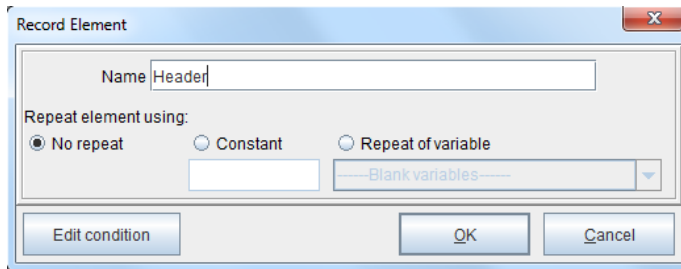 Record Element
x
Name Header
Repeat element using:
No repeat Constant Repeat of variable
------Blank variables------
Edit condition OK Cancel